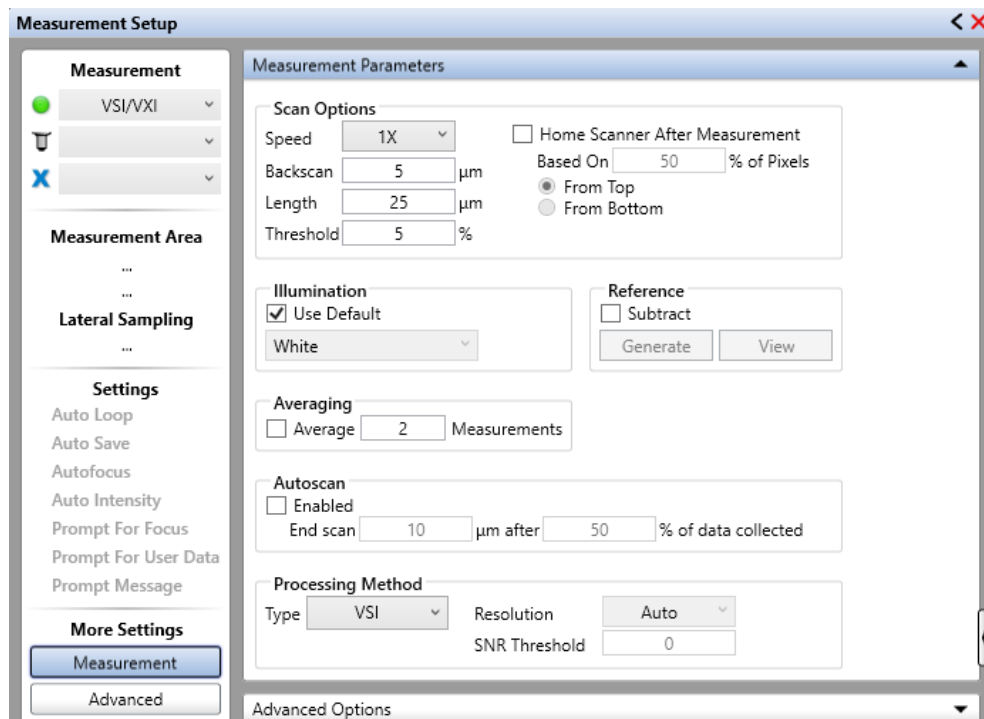 Measurement Setup
Measurement
VSI/VXI
Measurement Area
...
...
Lateral Sampling
...
Settings
Auto Loop
Auto Save
Autofocus
Auto Intensity
Prompt For Focus
Prompt For User Data
Prompt Message
More Settings
Measurement
Advanced
Measurement Parameters
Scan Options
Speed 1X
Backscan 5 µm
Length 25 µm
Threshold 5 %
Home Scanner After Measurement
Based On 50 % of Pixels
From Top
From Bottom
Illumination
Use Default
White
Reference
Subtract
Generate View
Averaging
Average 2 Measurements
Autoscan
Enabled
End scan 10 µm after 50 % of data collected
Processing Method
Type VSI
Resolution Auto
SNR Threshold 0
Advanced Options